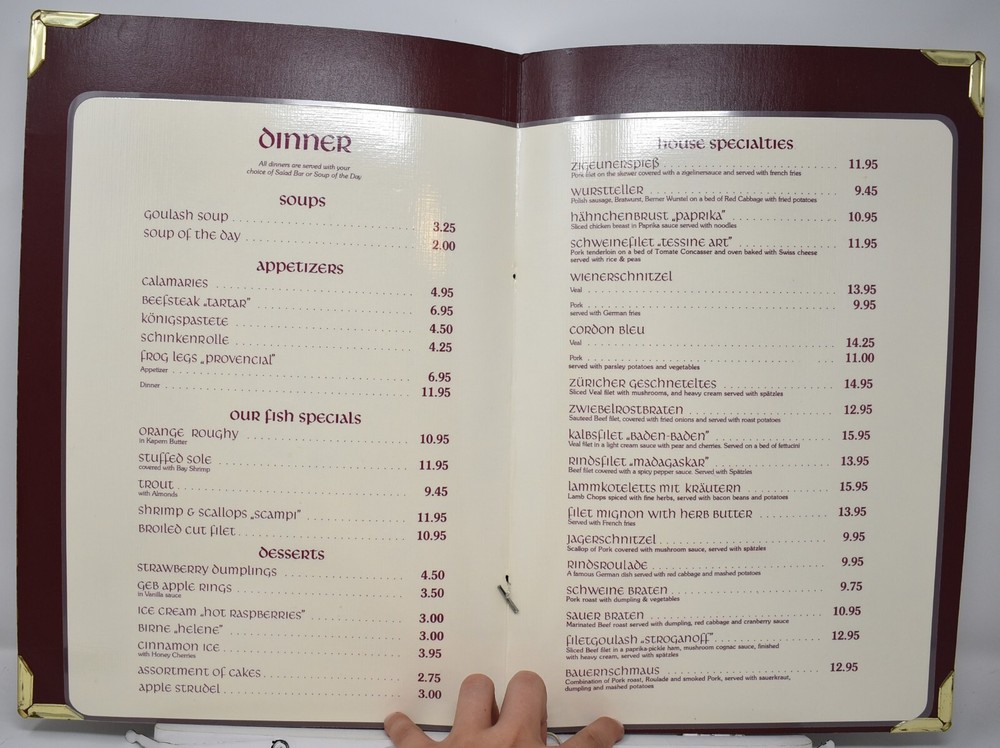 DINNER
All dinners are served with your
choice of Salad Bar or Soup of the Day.
SOUPS
GOULASH SOUP 3.25
SOUP OF THE DAY 2.00
APPETIZERS
CALAMARIES 4.95
BEEFSTEAK „TARTAR” 6.95
KÖNIGSPASTETE 4.50
SCHINKENROLLE 4.25
FROG LEGS „PROVENCIAL”
Appetizer 6.95
Dinner 11.95
OUR FISH SPECIALS
ORANGE ROUGHY 10.95
in Kapern Butter
STUFFED SOLE 11.95
covered with Bay Shrimp
TROUT 9.45
with Almonds
SHRIMP & SCALLOPS „SCAMPI” 11.95
BROILED CUT FILET 10.95
DESSERTS
STRAWBERRY DUMPLINGS 4.50
GEB APPLE RINGS 3.50
in Vanilla sauce
ICE CREAM „HOT RASPBERRIES” 3.00
BIRNE „HELENE” 3.00
CINNAMON ICE 3.95
with Honey Cherries
ASSORTMENT OF CAKES 2.75
APPLE STRUDEL 3.00
HOUSE SPECIALTIES
ZIGEUNERSPIEß 11.95
Pork filet on the skewer covered with a zigelinersauce and served with french fries
WURSTTELLER 9.45
Polish sausage, Bratwurst, Berner Wurstel on a bed of Red Cabbage with fried potatoes
HÄHNCHENBRUST „PAPRIKA” 10.95
Sliced chicken breast in Paprika sauce served with noodles
SCHWEINEFILET „TESSINE ART” 11.95
Pork tenderloin on a bed of Tomate Concasser and oven baked with Swiss cheese
served with rice & peas
WIENERSCHNITZEL
Veal 13.95
Pork 9.95
served with German fries
CORDON BLEU
Veal 14.25
Pork 11.00
served with parsley potatoes and vegetables
ZÜRICHER GESCHNETELTES 14.95
Sliced Veal filet with mushrooms, and heavy cream served with spätzles
ZWIEBELROSTBRATEN 12.95
Sauteed Beef filet, covered with fried onions and served with roast potatoes
KALBSFILET „BADEN-BADEN” 15.95
Veal filet in a light cream sauce with pear and cherries. Served on a bed of fettucini
RINDSFILET „MADAGASKAR” 13.95
Beef filet covered with a spicy pepper sauce. Served with Spätzles
LAMMKOTELETTS MIT KRÄUTERN 15.95
Lamb Chops spiced with fine herbs, served with bacon beans and potatoes
FILET MIGNON WITH HERB BUTTER 13.95
Served with French fries
JAGERSCHNITZEL 9.95
Scallop of Pork covered with mushroom sauce, served with spätzles
RINDSROULADE 9.95
A famous German dish served with red cabbage and mashed potatoes
SCHWEINE BRATEN 9.75
Pork roast with dumpling & vegetables
SAUER BRATEN 10.95
Marinated Beef roast served with dumpling, red cabbage and cranberry sauce
FILETGOULASH „STROGANOFF” 12.95
Sliced Beef filet in a paprika-pickle ham, mushroom cognac sauce, finished
with heavy cream, served with spätzles
BAUERNSCHMAUS 12.95
Combination of Pork roast, Roulade and smoked Pork, served with sauerkraut,
dumpling and mashed potatoes